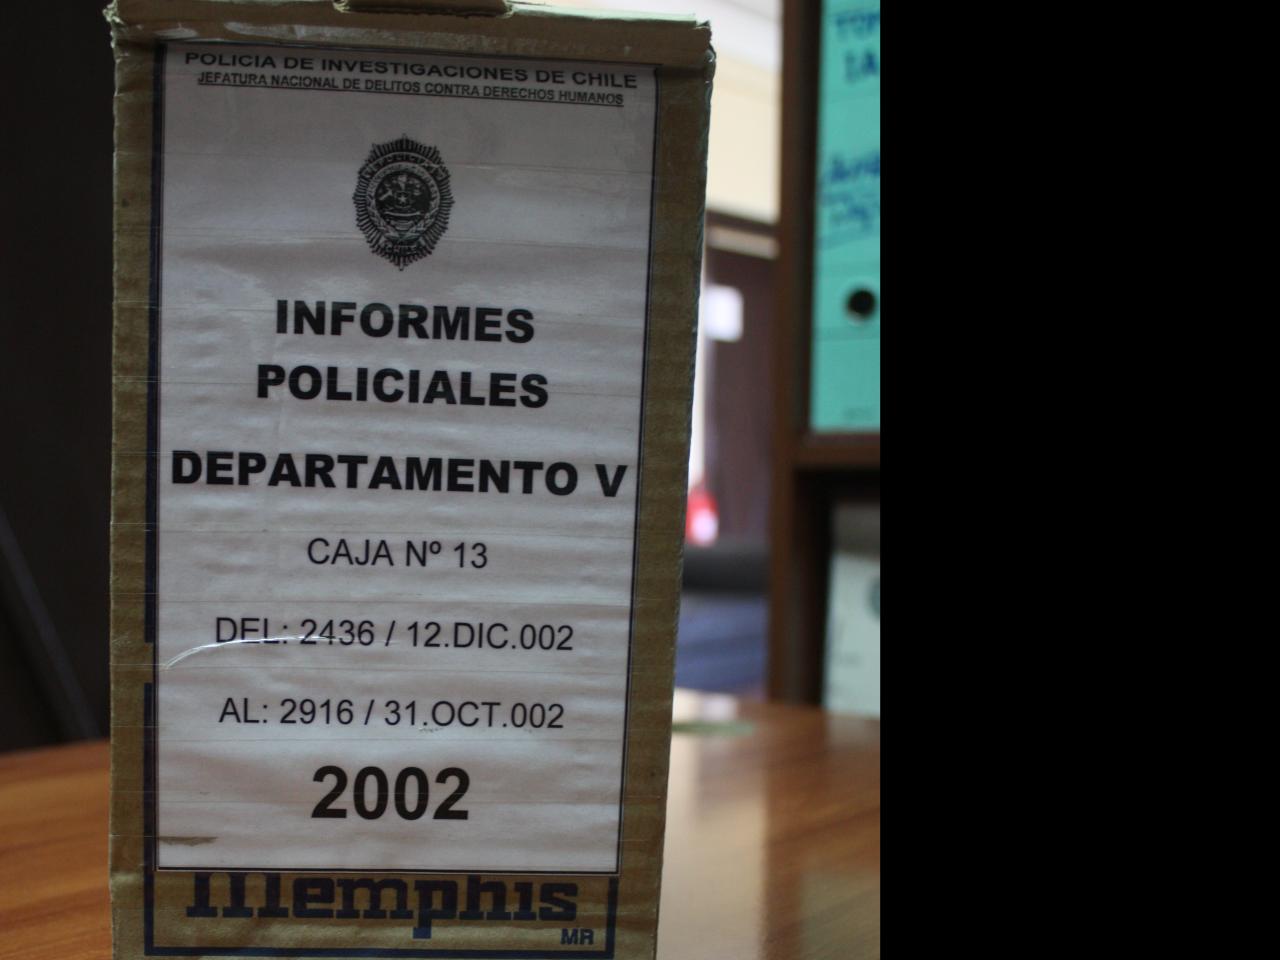 POLICIA DE INVESTIGACIONES DE CHILE
JEFATURA NACIONAL DE DELITOS CONTRA DERECHOS HUMANOS
INFORMES
POLICIALES
DEPARTAMENTO V
CAJA Nº 13
DEL: 2436 / 12.DIC.002
AL: 2916 / 31.OCT.002
2002
Memphis
MR